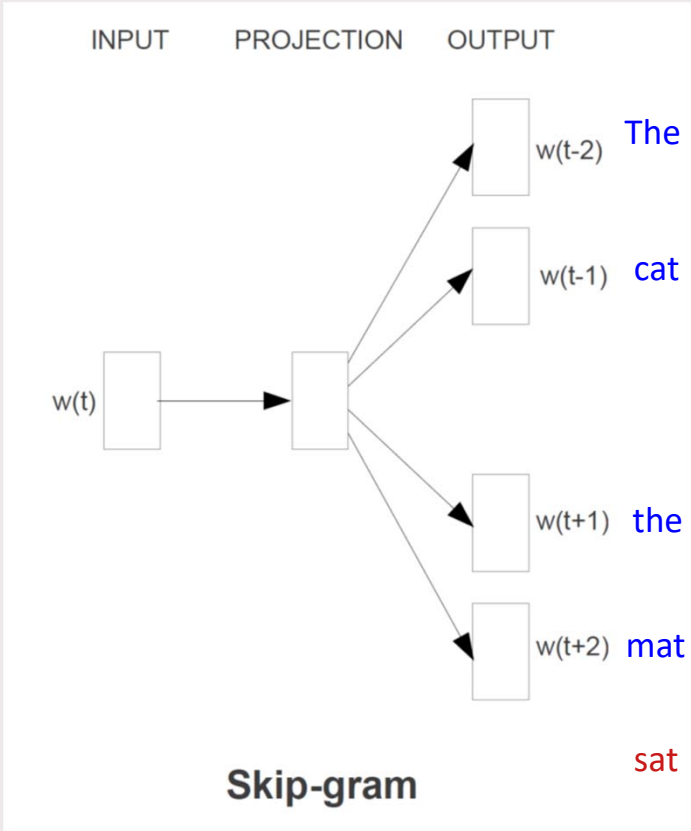 INPUT PROJECTION OUTPUT
w(t-2) The
w(t-1) cat
w(t)
w(t+1) the
w(t+2) mat
sat
Skip-gram